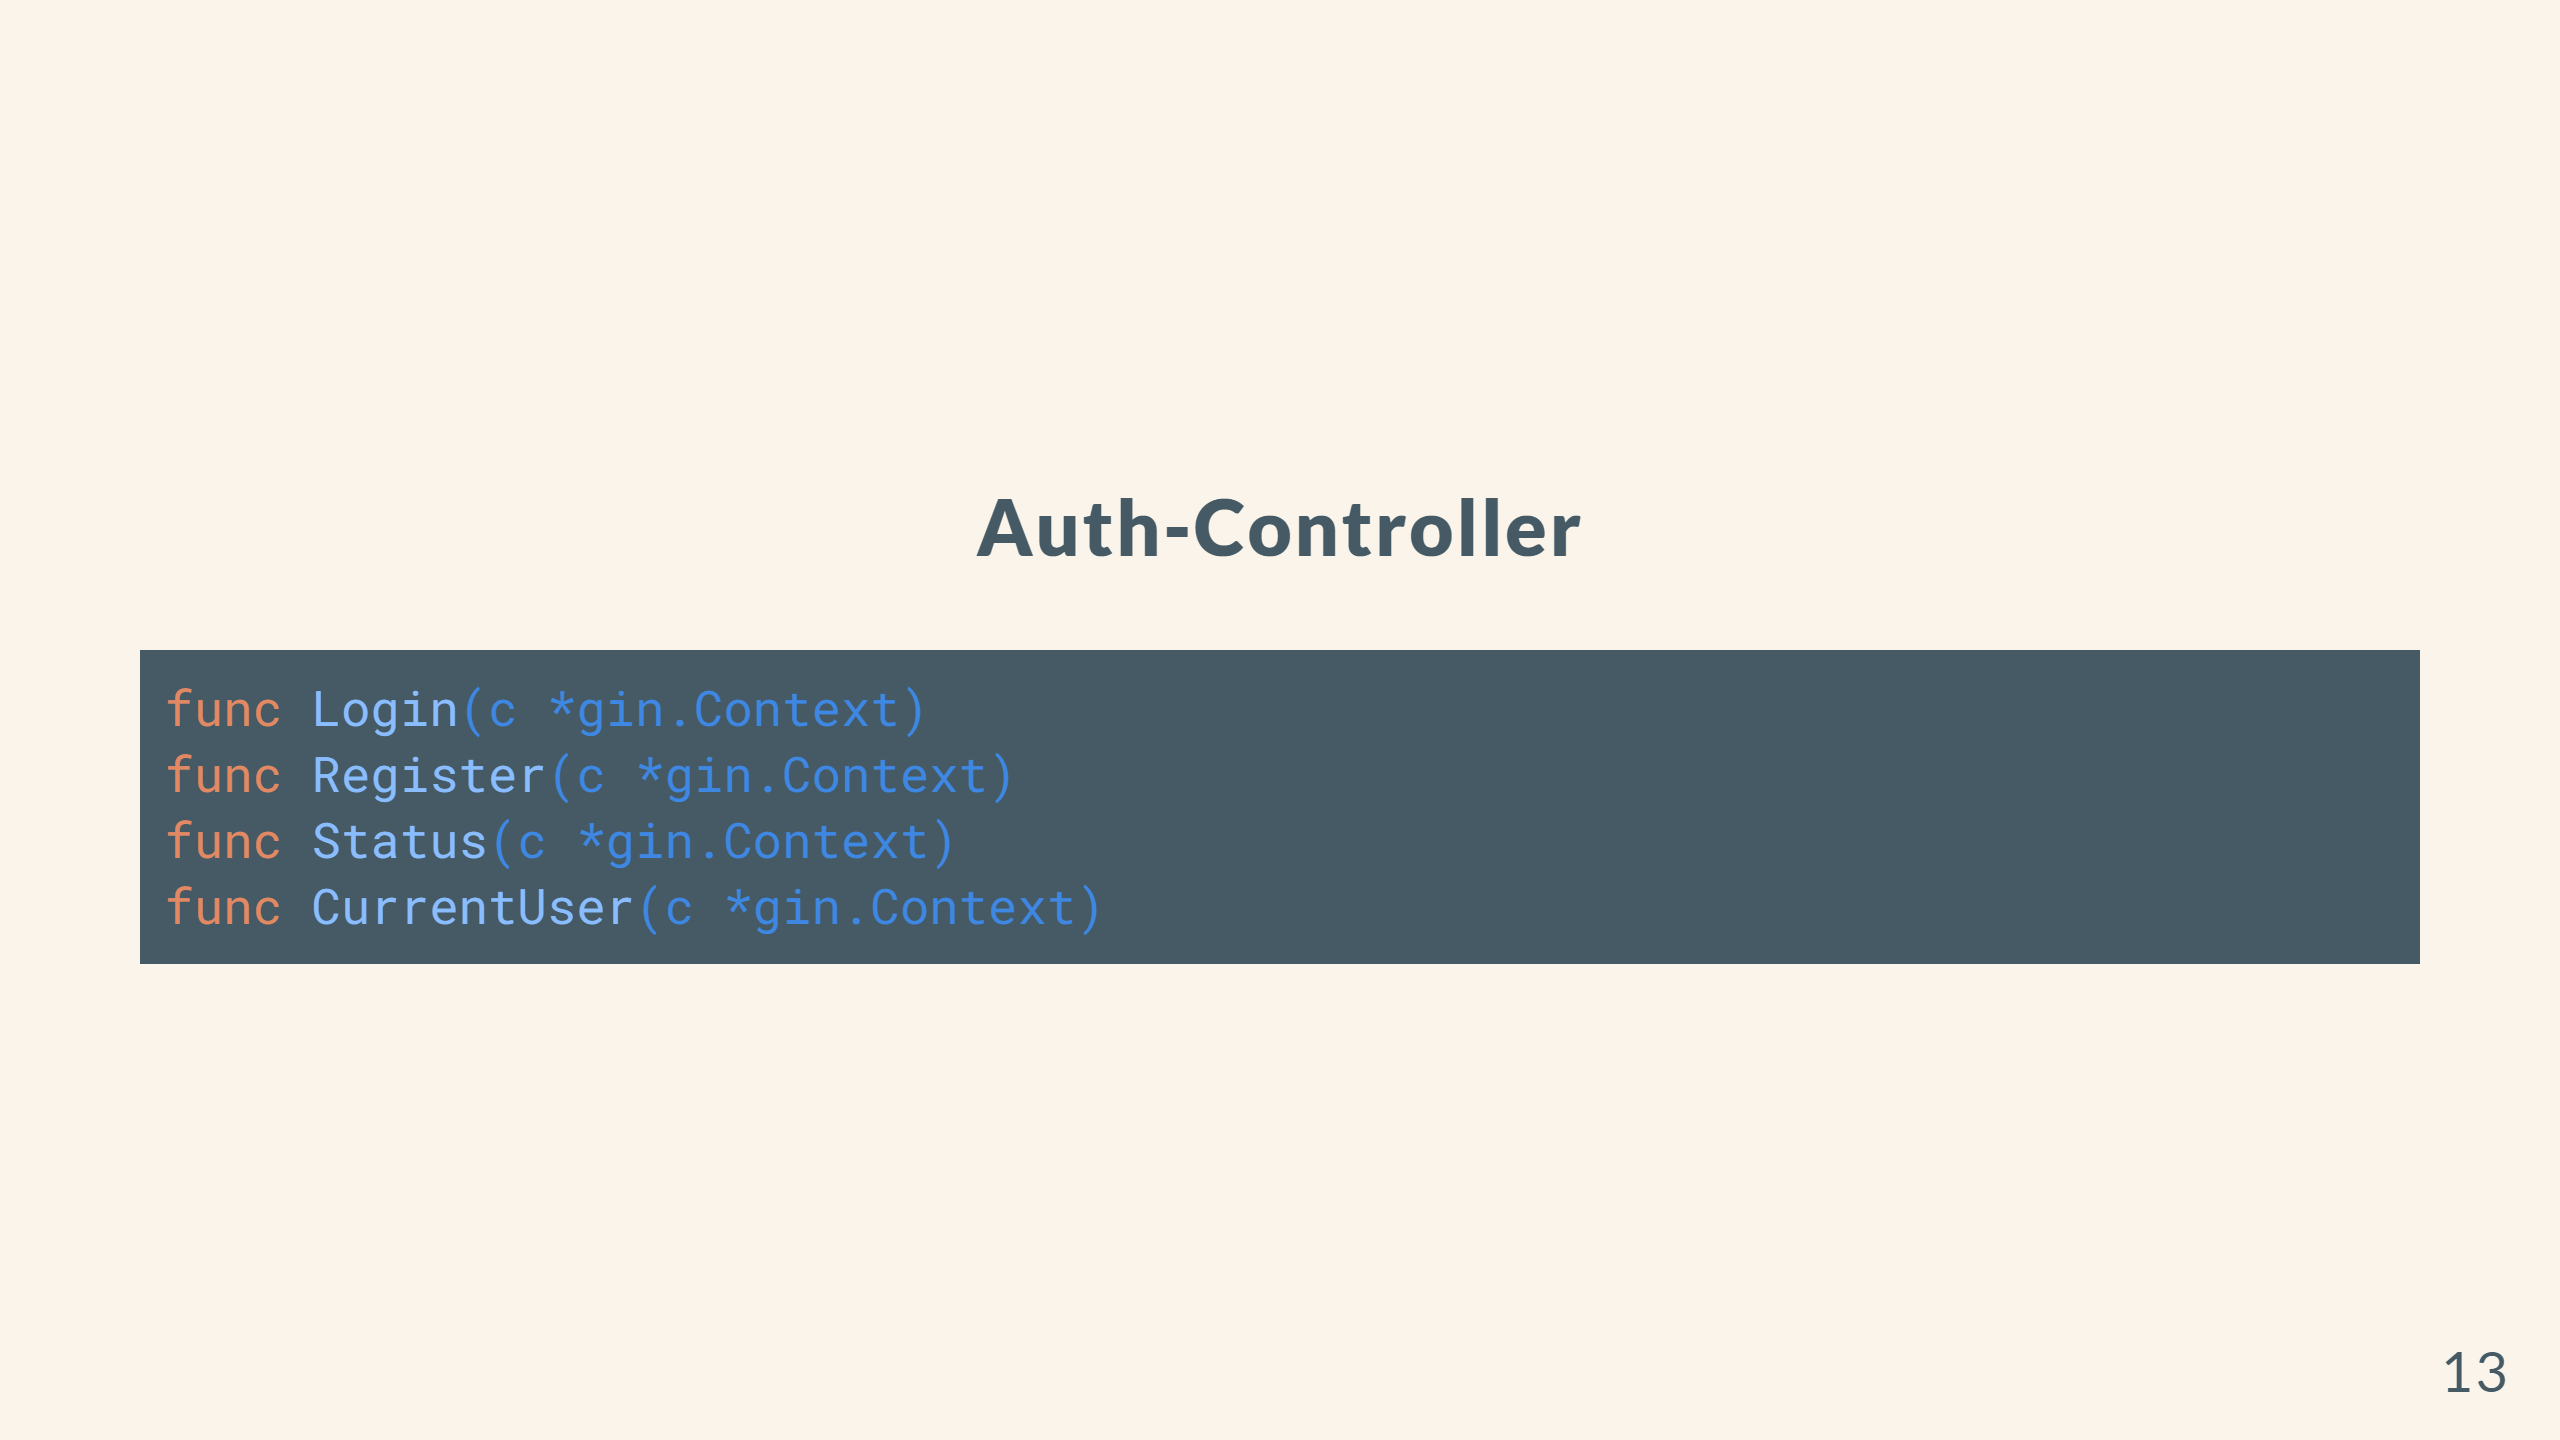 Auth-Controller
func Login(c *gin.Context)
func Register(c *gin.Context)
func Status(c *gin.Context)
func CurrentUser(c *gin.Context)
13